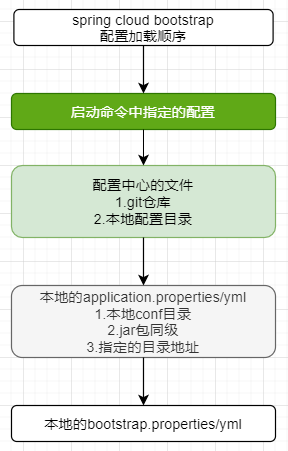 spring cloud bootstrap
配置加载顺序
启动命令中指定的配置
配置中心的文件
1.git仓库
2.本地配置目录
本地的application.properties/yml
1.本地conf目录
2.jar包同级
3.指定的目录地址
本地的bootstrap.properties/yml